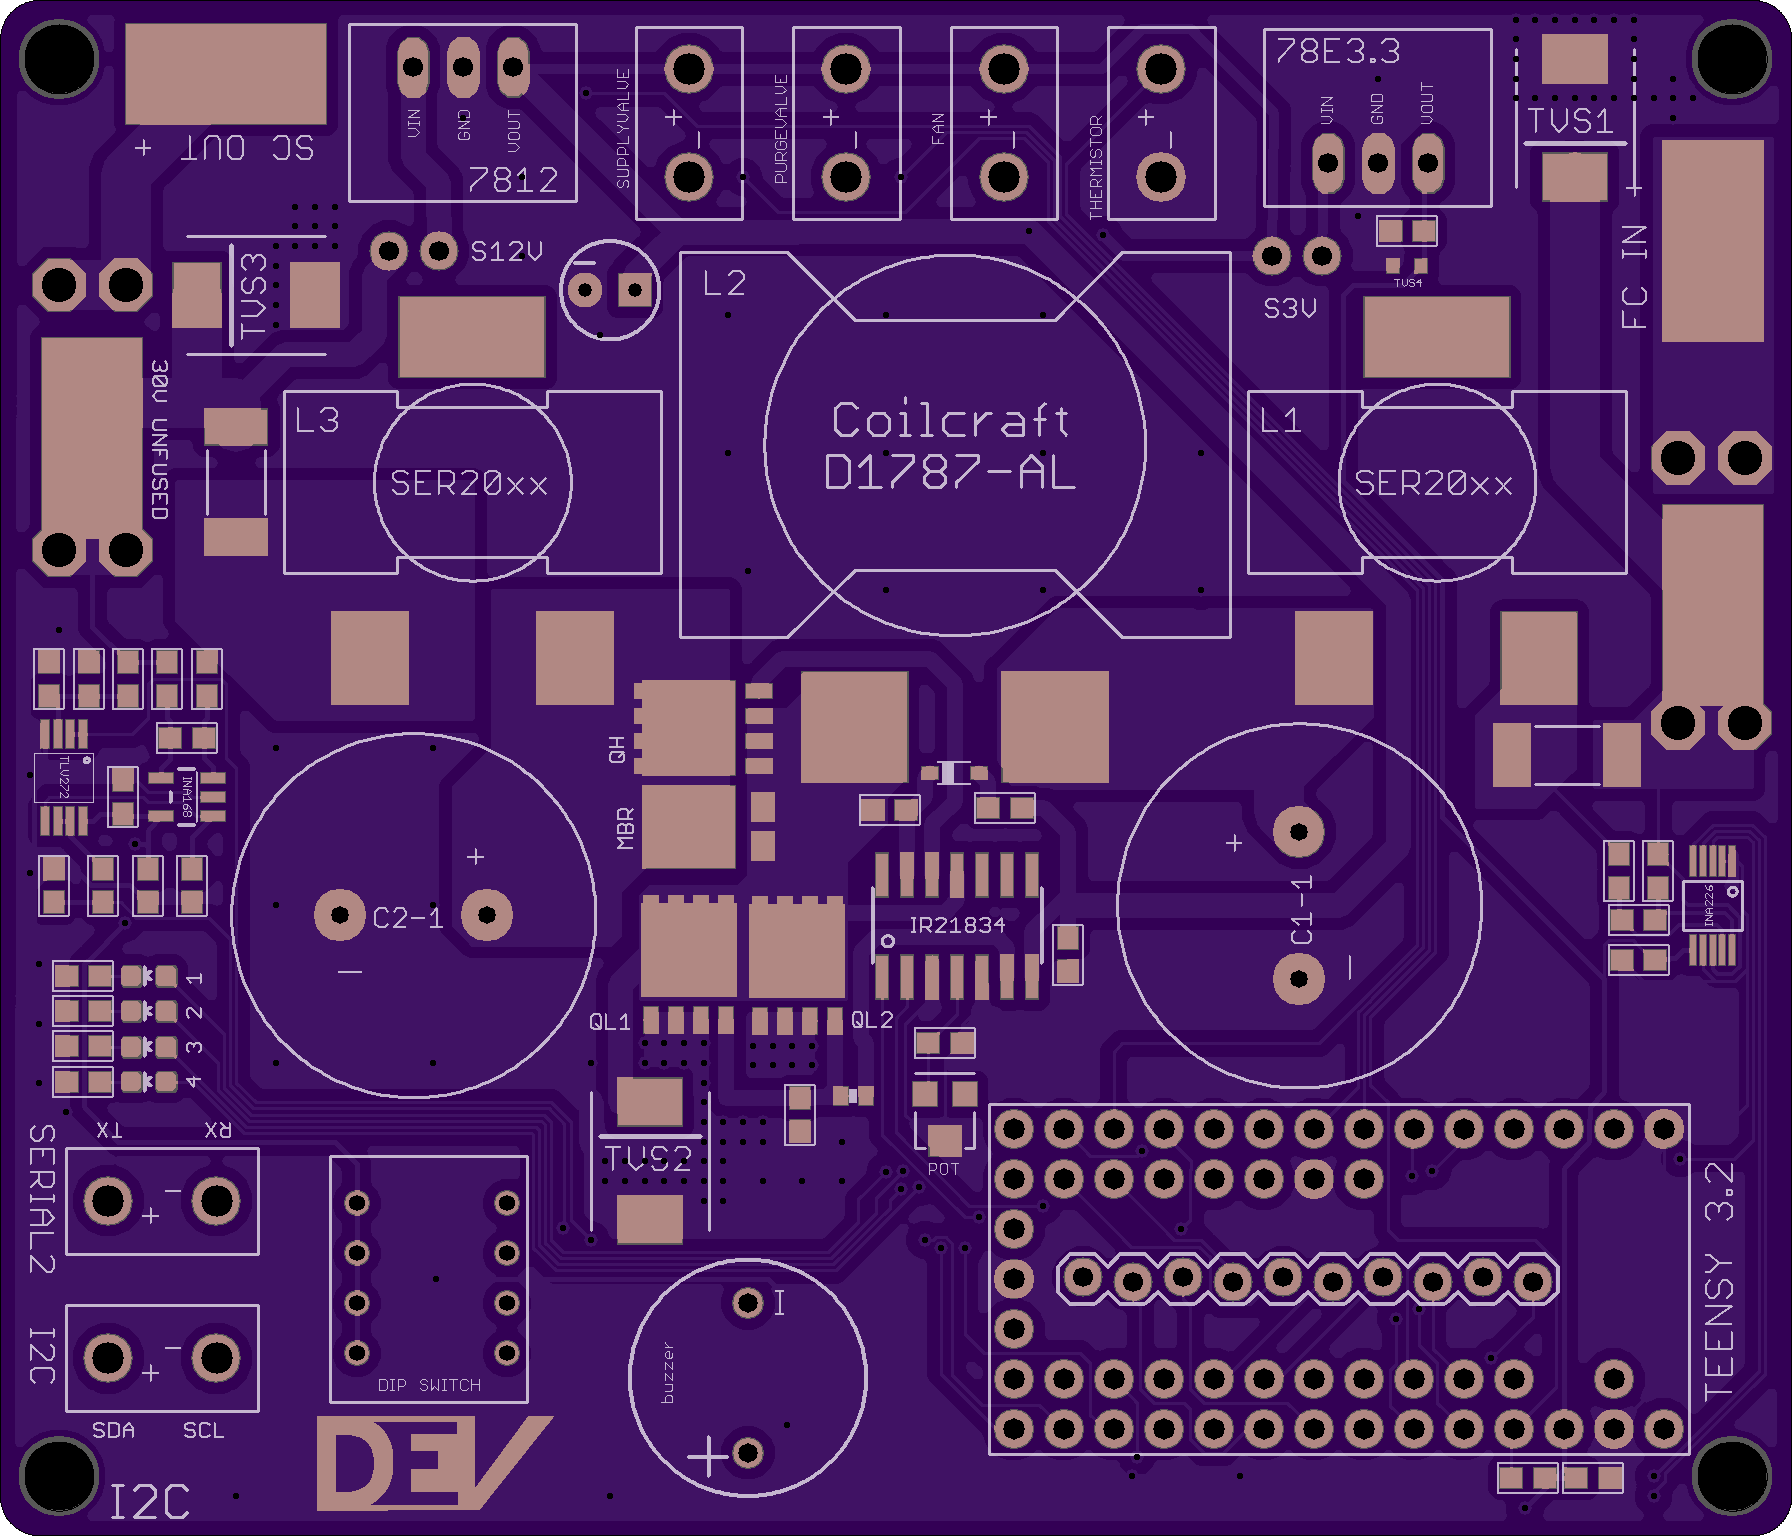 SC OUT +
VIN
GND
VOUT
7812
SUPPLYVALVE
+
-
PURGEVALVE
+
-
FAN
+
-
THERMISTOR
+
-
78E3.3
VIN
GND
VOUT
TVS1
TVS3
S12V
L2
S3V
TVS4
FC IN +
30V UNFUSED
L3
SER20xx
Coilcraft
D1787-AL
L1
SER20xx
QH
MBR
TLV272
INA168
C2-1
+
-
IR21834
C1-1
+
-
INA226
1
2
3
4
QL1
QL2
TVS2
POT
TX
RX
SERIAL2
-
+
I2C
-
+
SDA
SCL
DIP SWITCH
buzzer
+
TEENSY 3.2
DEV
I2C